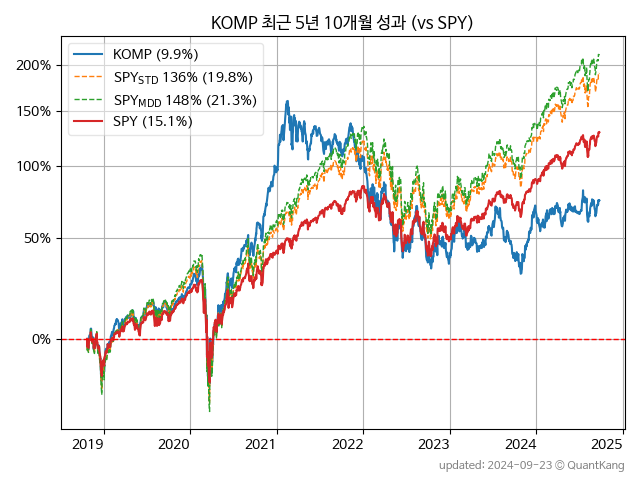 KOMP 최근 5년 10개월 성과 (vs SPY)
KOMP (9.9%)
SPY_STD 136% (19.8%)
SPY_MDD 148% (21.3%)
SPY (15.1%)
200%
150%
100%
50%
0%
2019 2020 2021 2022 2023 2024 2025
updated: 2024-09-23 © QuantKang